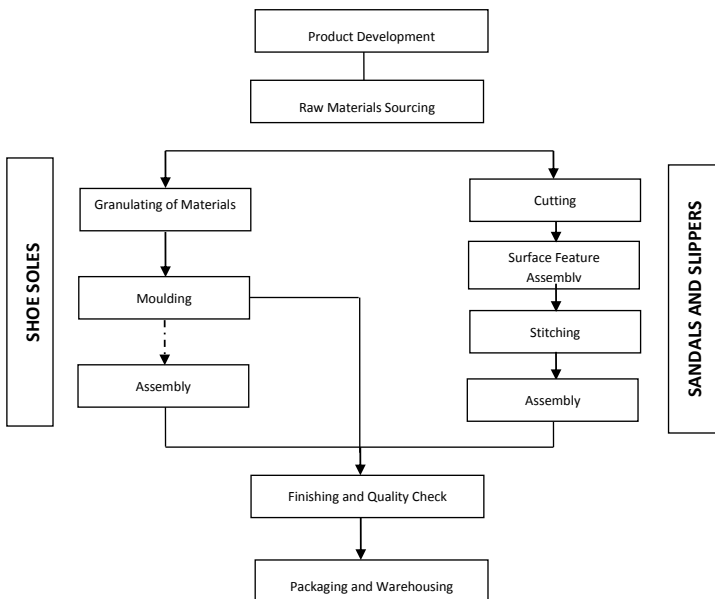 Product Development
Raw Materials Sourcing
SHOE SOLES
Granulating of Materials
Moulding
Assembly
Cutting
Surface Feature
Assembly
Stitching
Assembly
SANDALS AND SLIPPERS
Finishing and Quality Check
Packaging and Warehousing